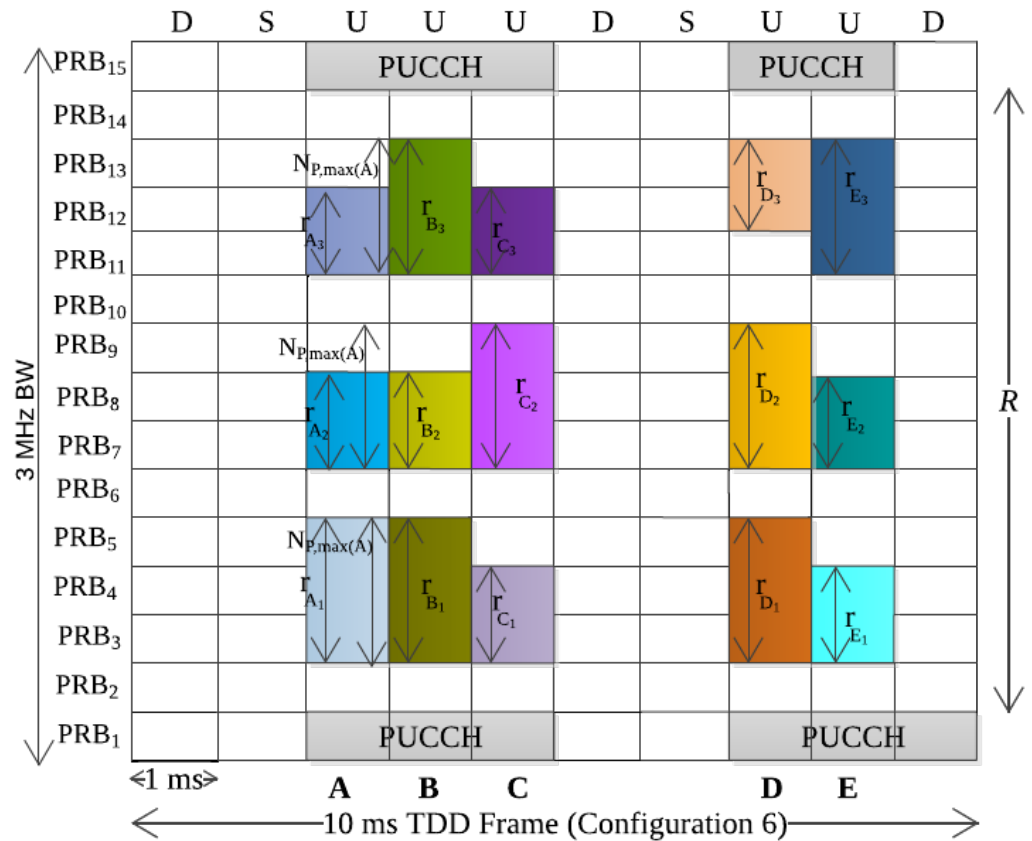 D S U U U D S U U D
PRB15 PUCCH PUCCH
PRB14
PRB13 NP,max(A)
rD3 rE3
PRB12 rA3 rB3 rC3
PRB11
PRB10
PRB9 NP,max(A)
PRB8 rC2 rD2 R
rA2 rB2 rE2
PRB7
3 MHz BW
PRB6
PRB5 NP,max(A)
PRB4 rA1 rB1 rC1 rD1
PRB3 rE1
PRB2
PRB1 PUCCH PUCCH
1 ms A B C D E
10 ms TDD Frame (Configuration 6)